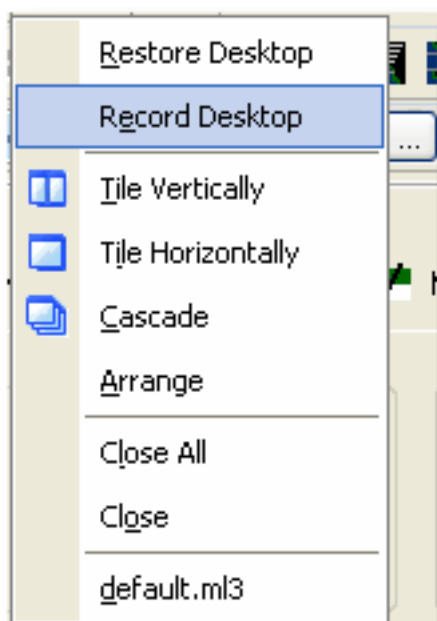 Restore Desktop
Record Desktop
...
Tile Vertically
Tile Horizontally
Cascade
Arrange
Close All
Close
default.ml3